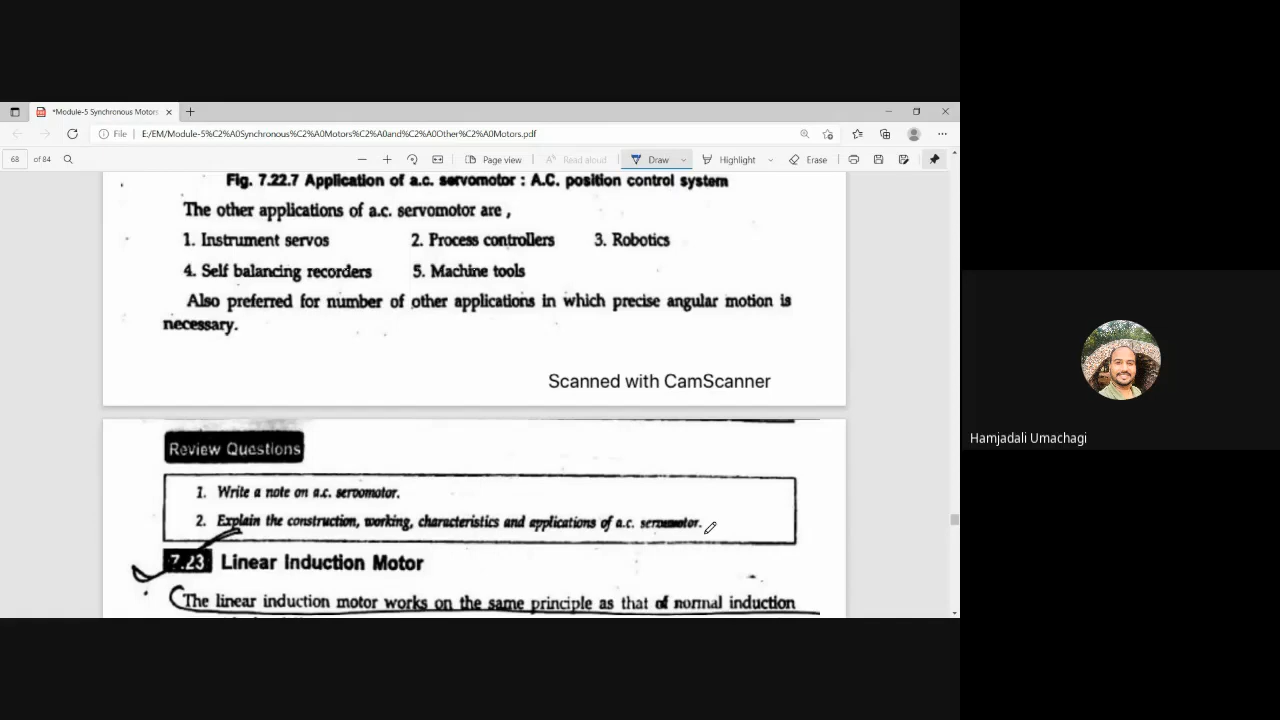 *Module-5 Synchronous Motors
File E:/EM/Module-5%C2%A0Synchronous%C2%A0Motors%C2%A0and%C2%A0Other%C2%A0Motors.pdf
68 of 84 Page view Read aloud Draw Highlight Erase
Fig. 7.22.7 Application of a.c. servomotor : A.C. position control system
The other applications of a.c. servomotor are ,
1. Instrument servos 2. Process controllers 3. Robotics
4. Self balancing recorders 5. Machine tools
Also preferred for number of other applications in which precise angular motion is
necessary.
Scanned with CamScanner
Review Questions
1. Write a note on a.c. servomotor.
2. Explain the construction, working, characteristics and applications of a.c. servomotor.
7.23 Linear Induction Motor
The linear induction motor works on the same principle as that of normal induction
Hamjadali Umachagi